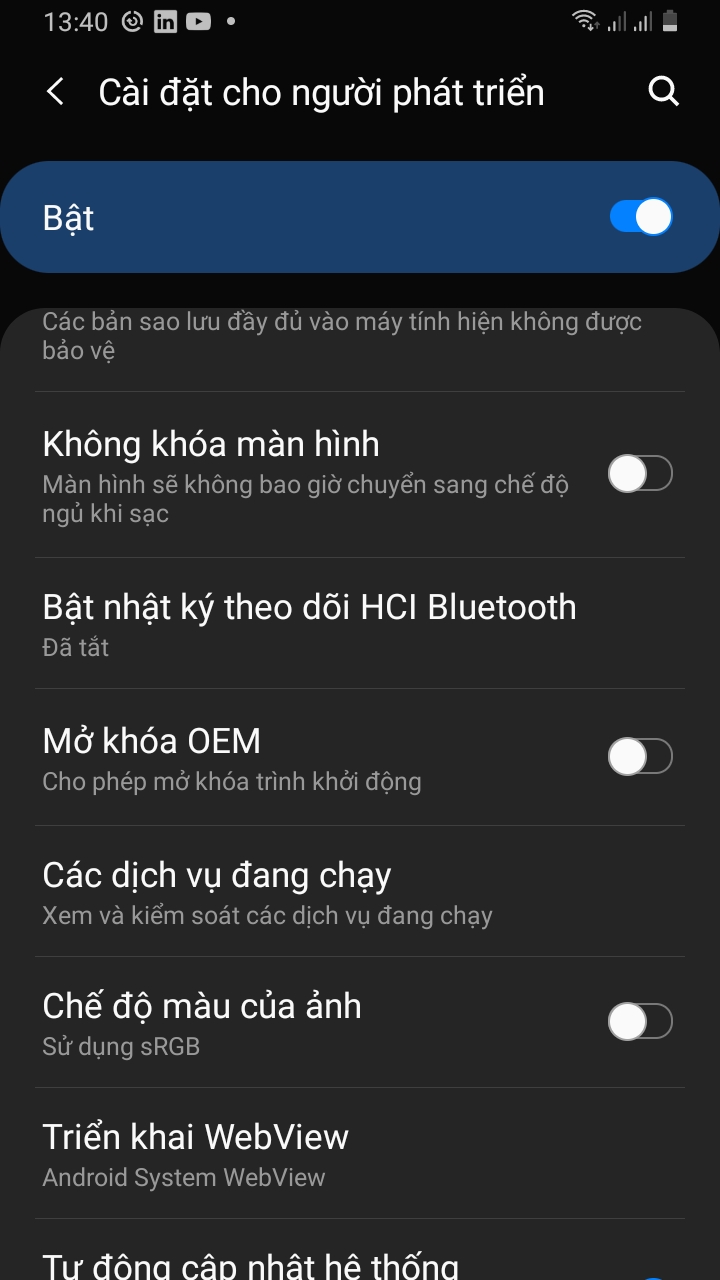 13:40
Cài đặt cho người phát triển
Bật
Các bản sao lưu đầy đủ vào máy tính hiện không được
bảo vệ
Không khóa màn hình
Màn hình sẽ không bao giờ chuyển sang chế độ
ngủ khi sạc
Bật nhật ký theo dõi HCI Bluetooth
Đã tắt
Mở khóa OEM
Cho phép mở khóa trình khởi động
Các dịch vụ đang chạy
Xem và kiểm soát các dịch vụ đang chạy
Chế độ màu của ảnh
Sử dụng sRGB
Triển khai WebView
Android System WebView
Tự động cập nhật hệ thống